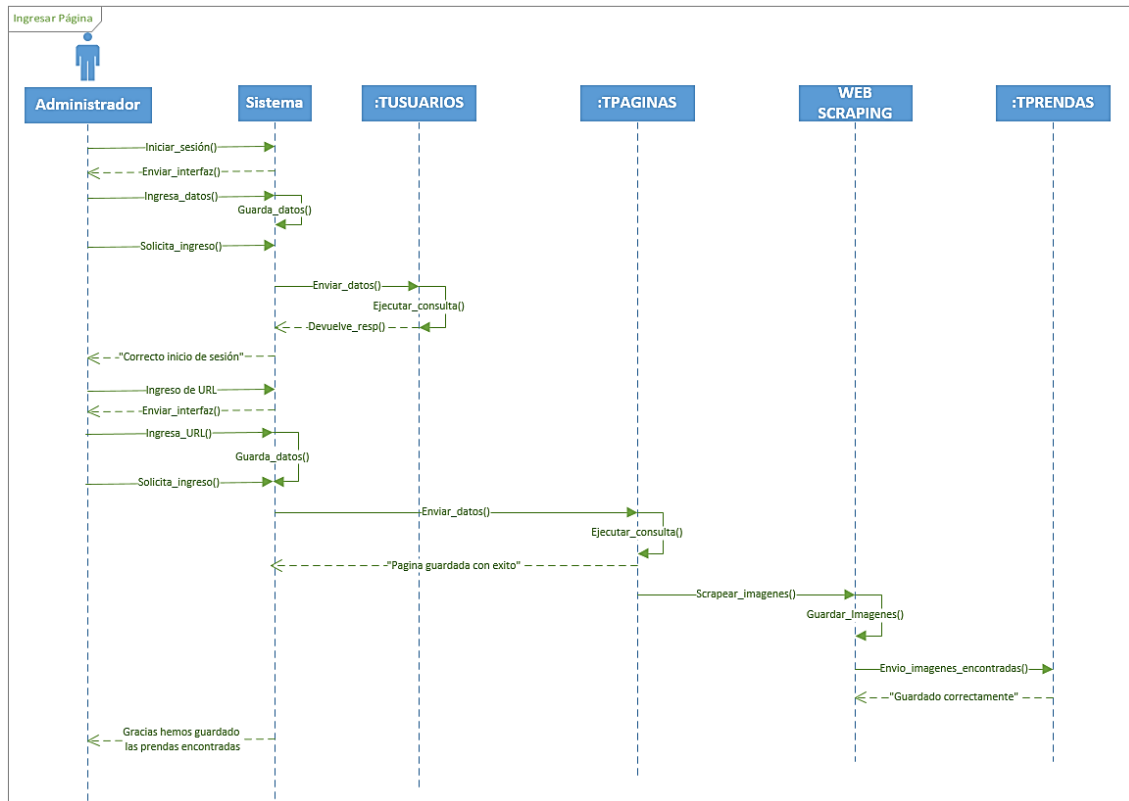 Ingresar Página
Administrador
Sistema
:TUSUARIOS
:TPAGINAS
WEB
SCRAPING
:TPRENDAS
Iniciar_sesión()
Enviar_interfaz()
Ingresa_datos()
Guarda_datos()
Solicita_ingreso()
Enviar_datos()
Ejecutar_consulta()
Devuelve_resp()
"Correcto inicio de sesión"
Ingreso de URL
Enviar_interfaz()
Ingresa_URL()
Guarda_datos()
Solicita_ingreso()
Enviar_datos()
Ejecutar_consulta()
"Pagina guardada con exito"
Scrapear_imagenes()
Guardar_Imagenes()
Envio_imagenes_encontradas()
"Guardado correctamente"
Gracias hemos guardado
las prendas encontradas